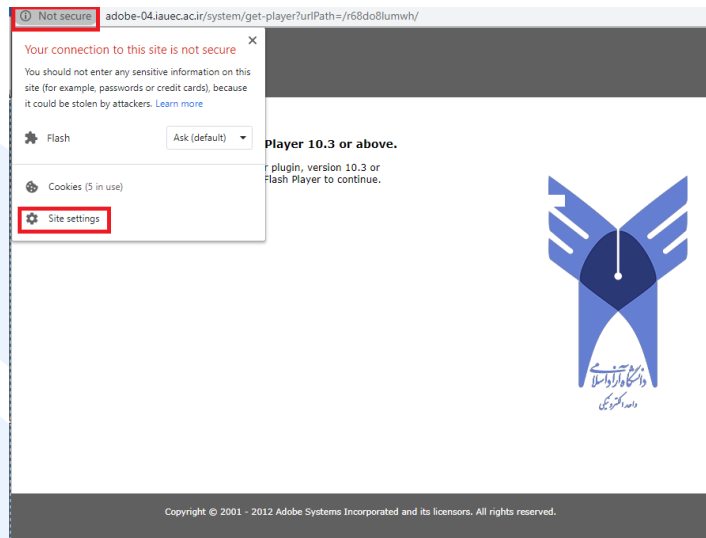 Not secure
adobe-04.iauec.ac.ir/system/get-player?urlPath=/r68do8lumwh/
Your connection to this site is not secure
You should not enter any sensitive information on this
site (for example, passwords or credit cards), because
it could be stolen by attackers. Learn more
Flash
Ask (default)
Cookies (5 in use)
Site settings
Player 10.3 or above.
r plugin, version 10.3 or
Flash Player to continue.
دانشگاه آزاد اسلامی
واحد الکترونیکی
Copyright © 2001 - 2012 Adobe Systems Incorporated and its licensors. All rights reserved.